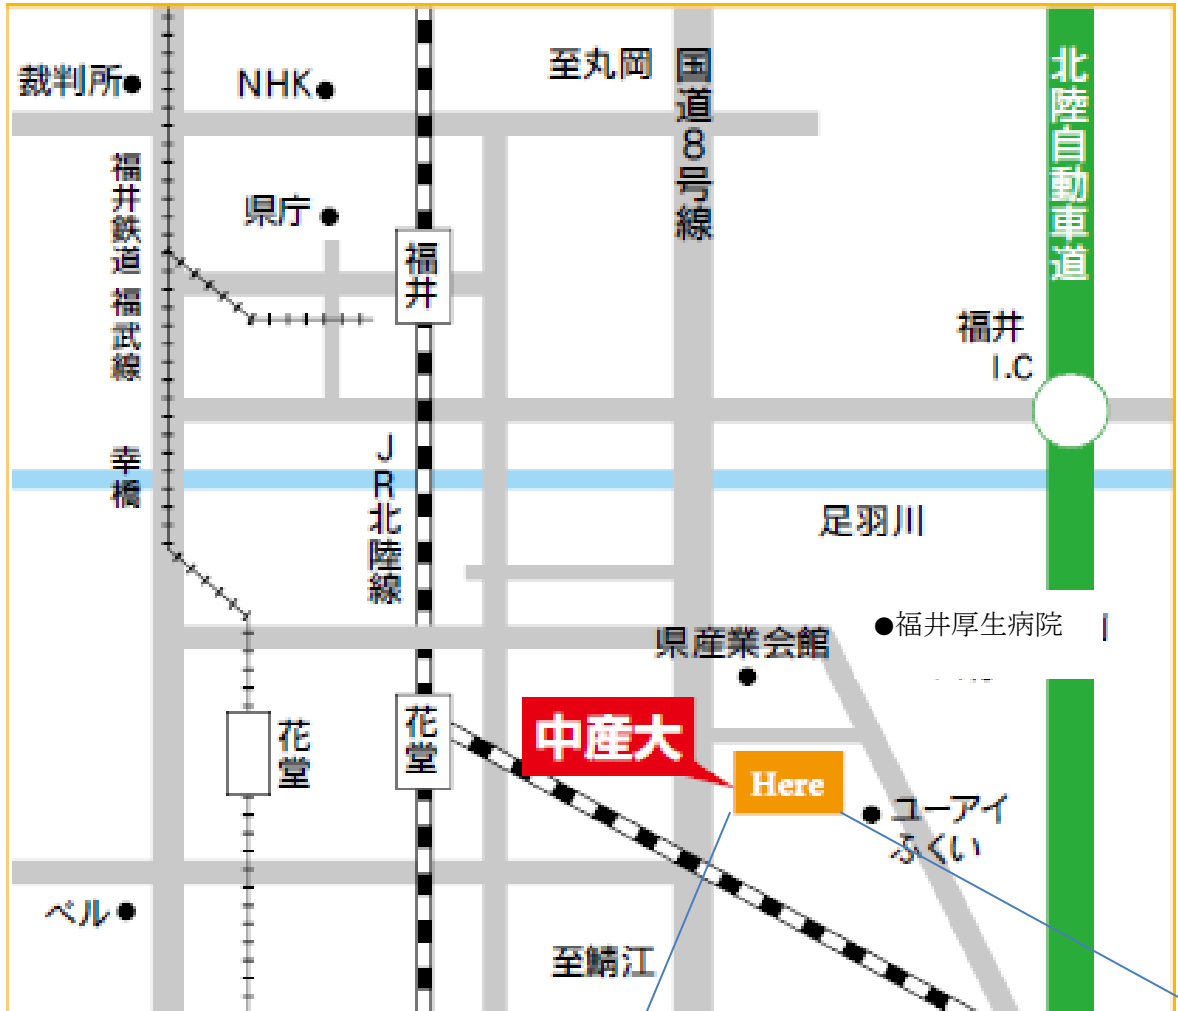 裁判所
NHK
至丸岡
国道8号線
北陸自動車道
福井鉄道 福武線
県庁
福井
福井
I.C
幸橋
JR北陸線
足羽川
福井厚生病院
県産業会館
花堂
花堂
中産大
Here
ユーアイ
ふくい
ベル
至鯖江